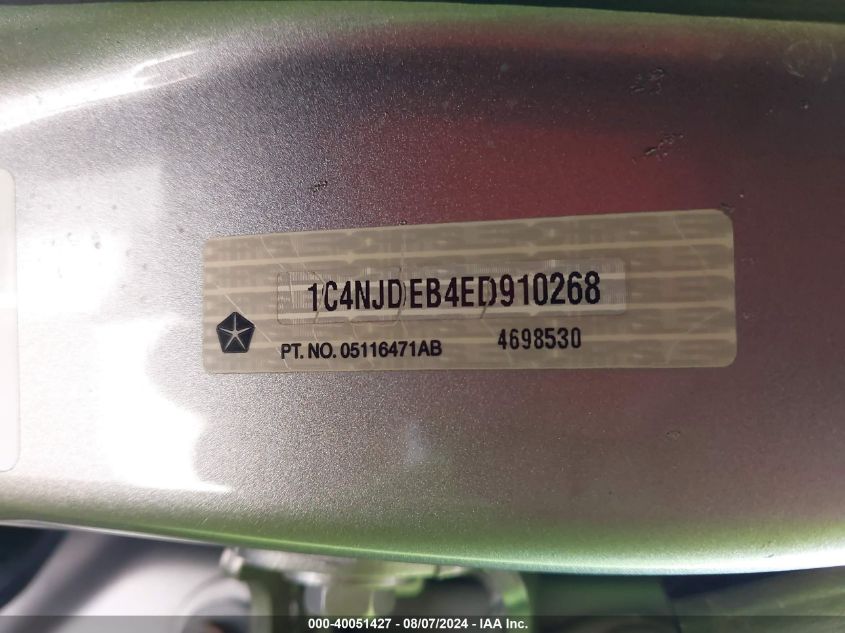 1C4NJDEB4ED910268
PT. NO. 05116471AB 4698530
000-40051427 - 08/07/2024 - IAA Inc.